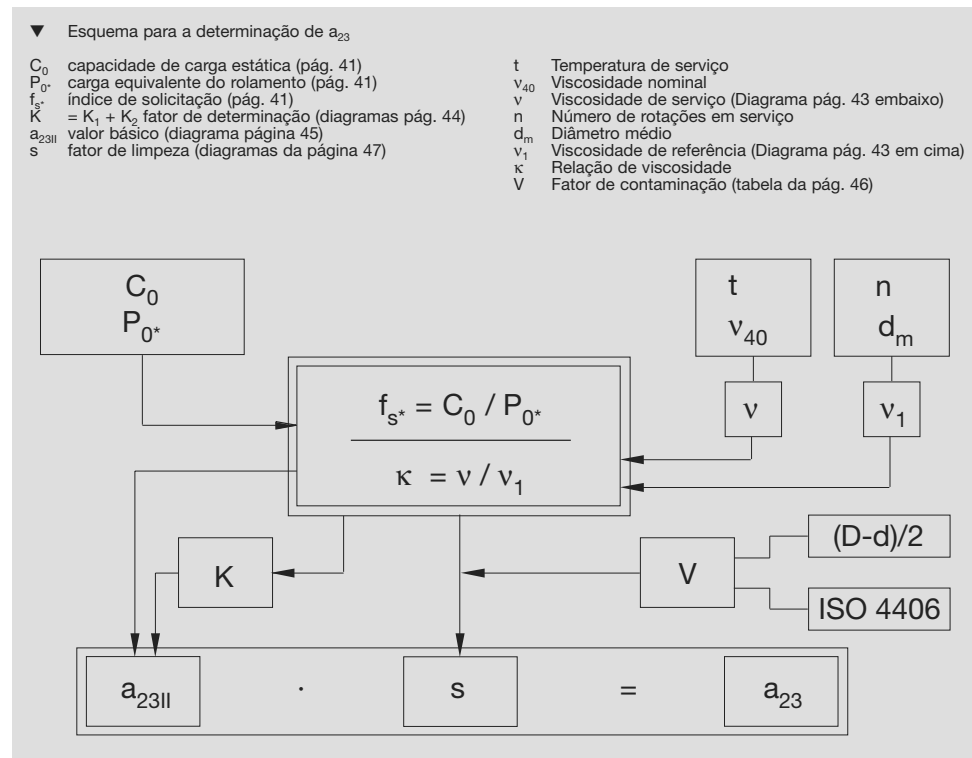 ▼ Esquema para a determinação de a₂₃
C₀ capacidade de carga estática (pág. 41)
P₀* carga equivalente do rolamento (pág. 41)
fₛ* índice de solicitação (pág. 41)
K = K₁ + K₂ fator de determinação (diagramas pág. 44)
a₂₃II valor básico (diagrama página 45)
s fator de limpeza (diagramas da página 47)
t Temperatura de serviço
ν₄₀ Viscosidade nominal
ν Viscosidade de serviço (Diagrama pág. 43 embaixo)
n Número de rotações em serviço
dₘ Diâmetro médio
ν₁ Viscosidade de referência (Diagrama pág. 43 em cima)
κ Relação de viscosidade
V Fator de contaminação (tabela da pág. 46)
C₀
P₀*
t
ν₄₀
n
dₘ
fₛ* = C₀ / P₀*
κ = ν / ν₁
ν
ν₁
K
V
(D-d)/2
ISO 4406
a₂₃II · s = a₂₃